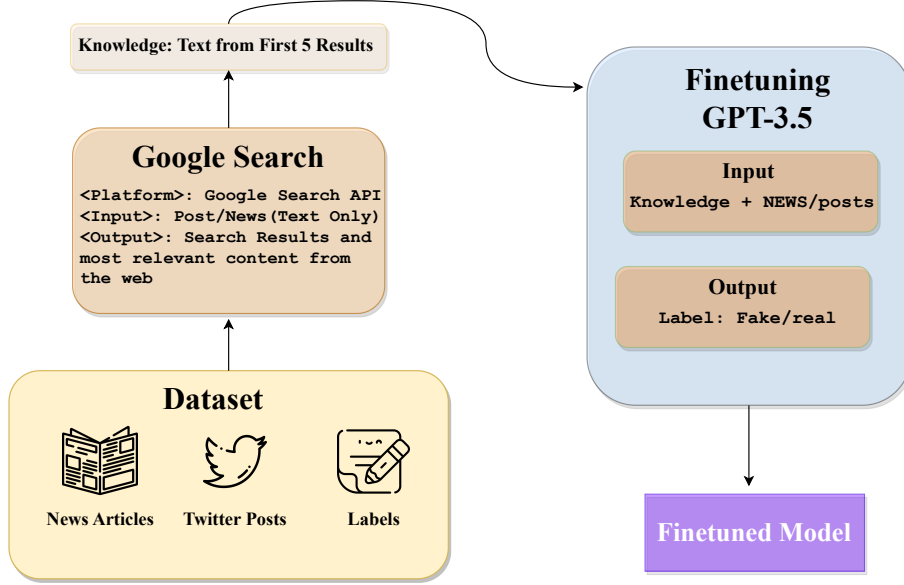 Knowledge: Text from First 5 Results
Google Search
<Platform>: Google Search API
<Input>: Post/News(Text Only)
<Output>: Search Results and
most relevant content from
the web
Dataset
News Articles
Twitter Posts
Labels
Finetuning
GPT-3.5
Input
Knowledge + NEWS/posts
Output
Label: Fake/real
Finetuned Model